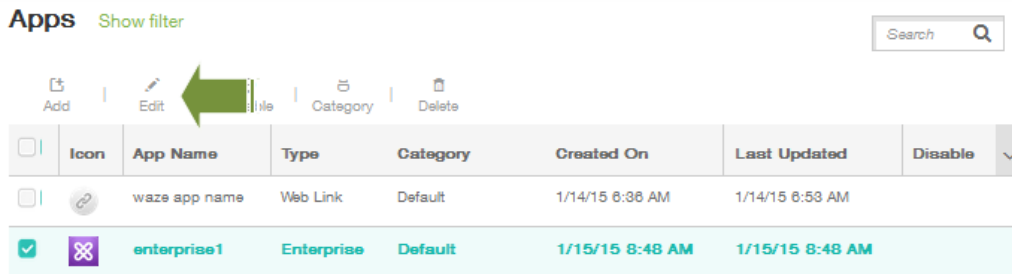 Apps Show filter
Search
Add Edit Category Delete
Icon App Name Type Category Created On Last Updated Disable
waze app name Web Link Default 1/14/15 6:36 AM 1/14/15 6:53 AM
enterprise1 Enterprise Default 1/15/15 8:48 AM 1/15/15 8:48 AM